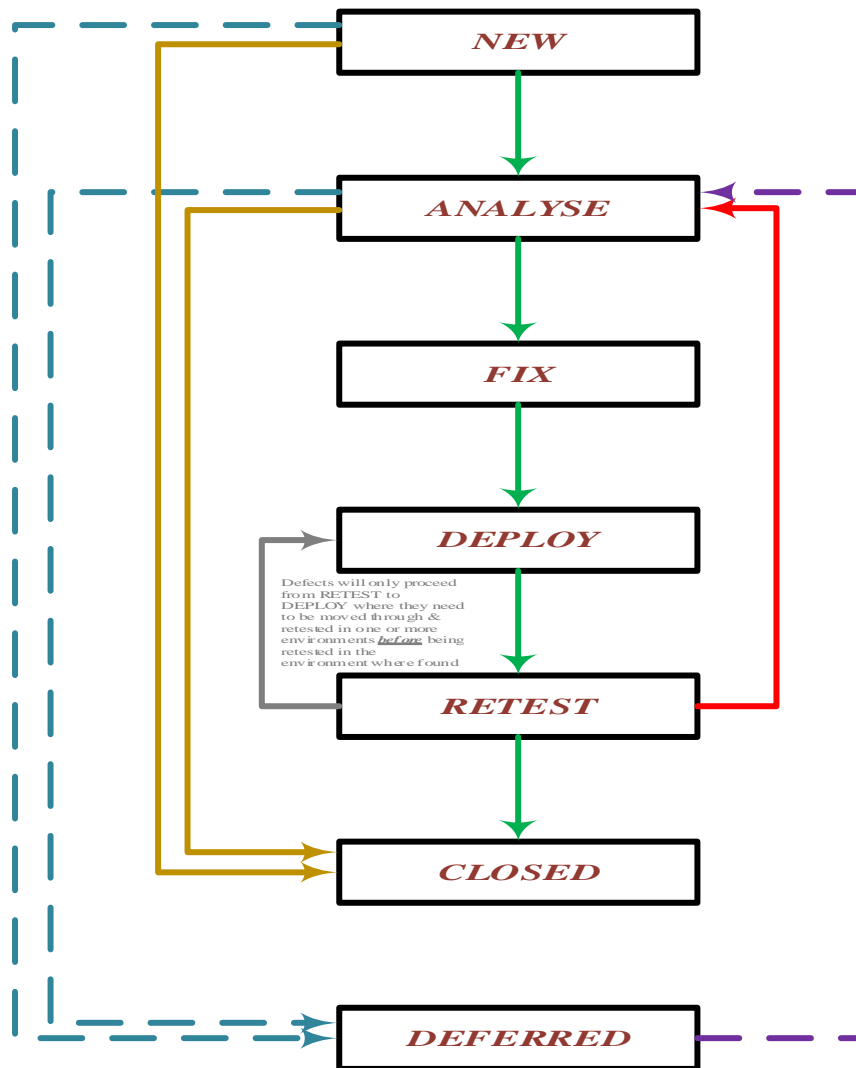 NEW
ANALYSE
FIX
DEPLOY
Defects will only proceed
from RETEST to
DEPLOY where they need
to be moved through &
retested in one or more
environments before being
retested in the
environment where found
RETEST
CLOSED
DEFERRED